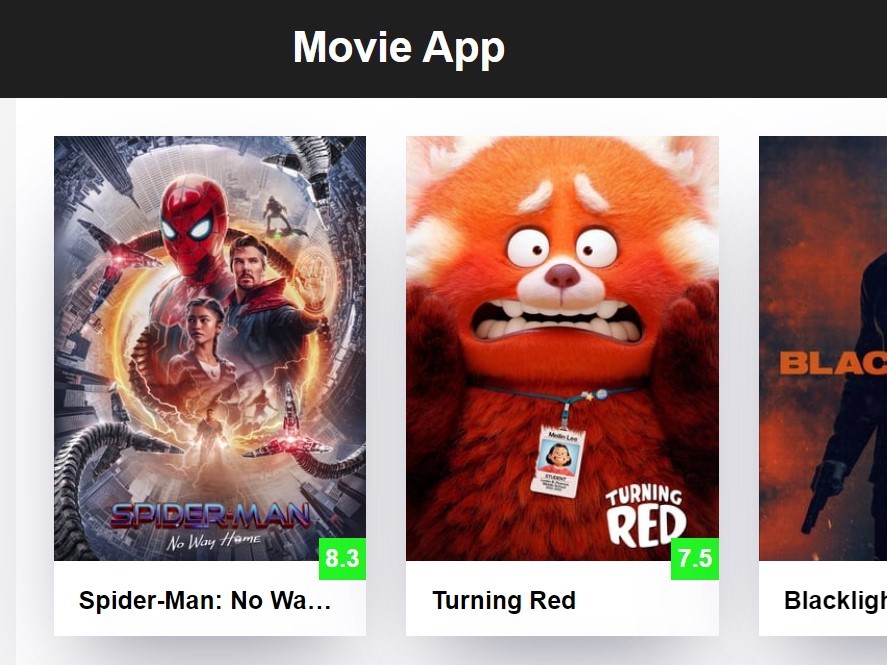 Movie App
SPIDER-MAN
No Way Home
8.3
Spider-Man: No Wa...
Meilin Lee
STUDENT
TURNING
RED
7.5
Turning Red
BLAC
Blackligh